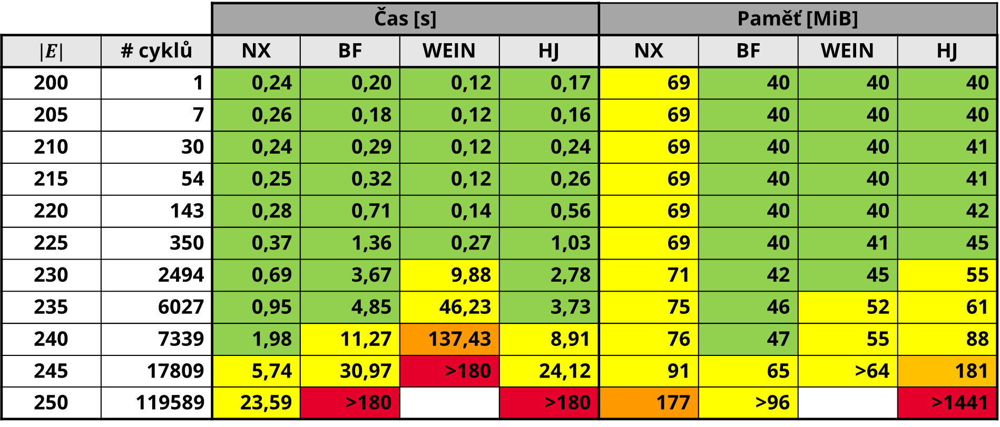 Čas [s] Paměť [MiB]
|E| # cyklů NX BF WEIN HJ NX BF WEIN HJ
200 1 0,24 0,20 0,12 0,17 69 40 40 40
205 7 0,26 0,18 0,12 0,16 69 40 40 40
210 30 0,24 0,29 0,12 0,24 69 40 40 41
215 54 0,25 0,32 0,12 0,26 69 40 40 41
220 143 0,28 0,71 0,14 0,56 69 40 40 42
225 350 0,37 1,36 0,27 1,03 69 40 41 45
230 2494 0,69 3,67 9,88 2,78 71 42 45 55
235 6027 0,95 4,85 46,23 3,73 75 46 52 61
240 7339 1,98 11,27 137,43 8,91 76 47 55 88
245 17809 5,74 30,97 >180 24,12 91 65 >64 181
250 119589 23,59 >180 >180 177 >96 >1441